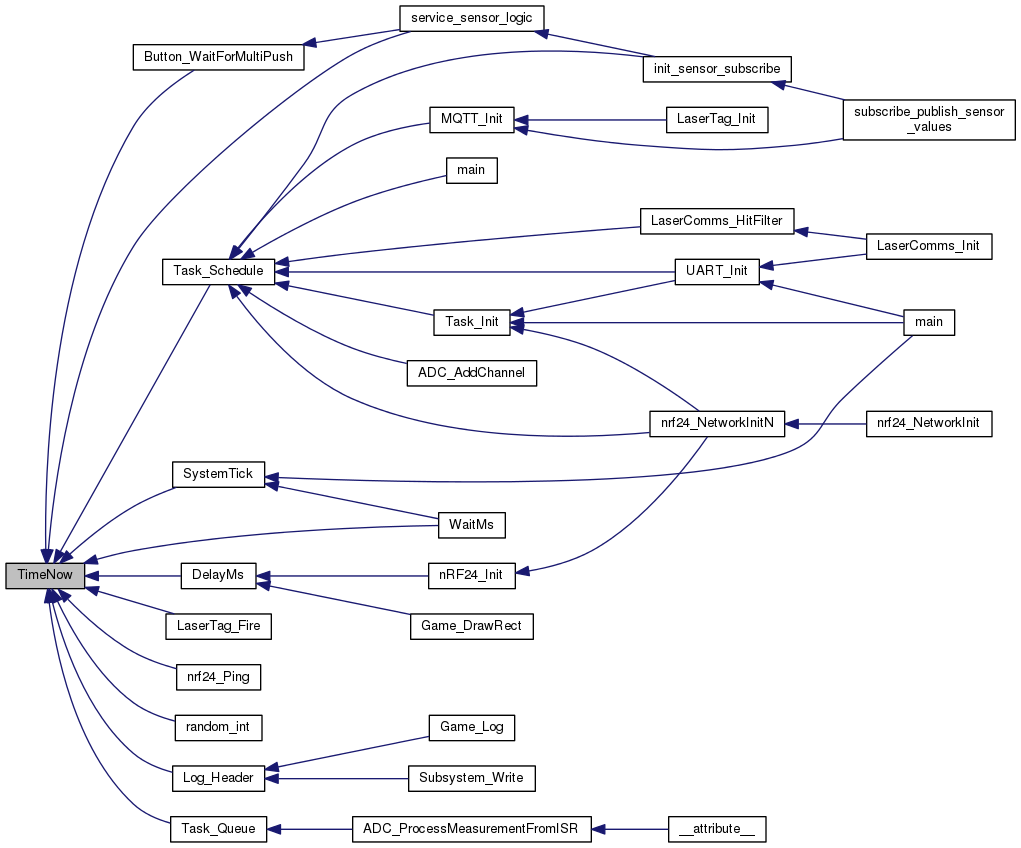 service_sensor_logic
Button_WaitForMultiPush
init_sensor_subscribe
subscribe_publish_sensor
_values
MQTT_Init
LaserTag_Init
main
LaserComms_HitFilter
LaserComms_Init
Task_Schedule
UART_Init
Task_Init
main
ADC_AddChannel
nrf24_NetworkInitN
nrf24_NetworkInit
SystemTick
WaitMs
TimeNow
DelayMs
nRF24_Init
LaserTag_Fire
Game_DrawRect
nrf24_Ping
random_int
Game_Log
Log_Header
Subsystem_Write
Task_Queue
ADC_ProcessMeasurementFromISR
__attribute__